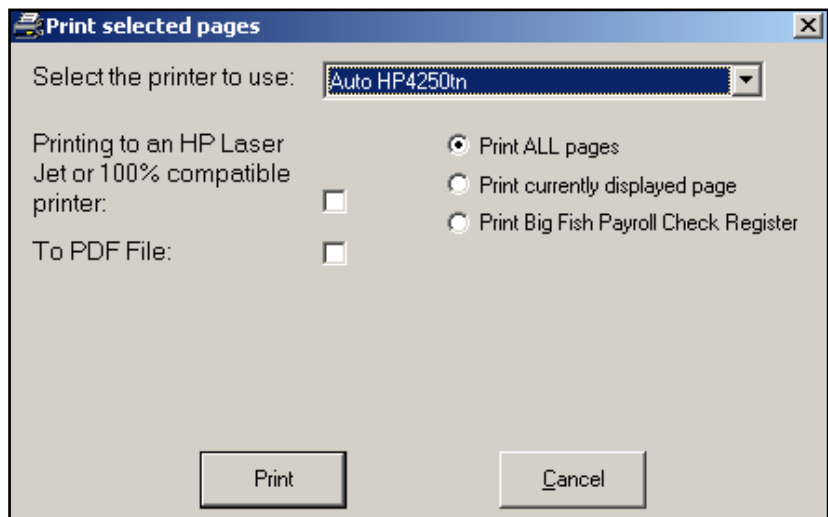 Print selected pages
Select the printer to use:
Auto HP4250tn
Printing to an HP Laser
Jet or 100% compatible
printer:
To PDF File:
Print ALL pages
Print currently displayed page
Print Big Fish Payroll Check Register
Print
Cancel